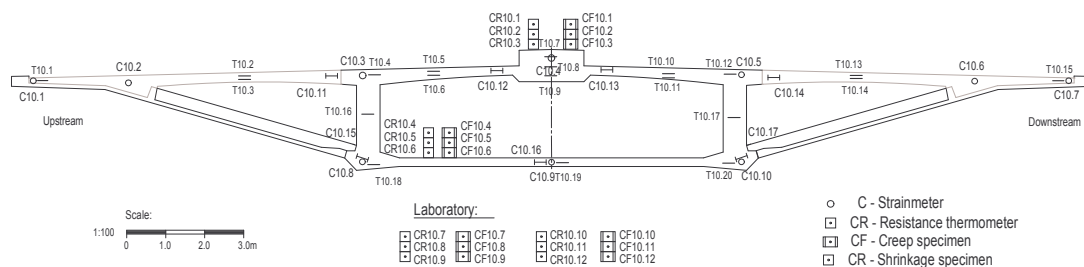 CR10.1 CF10.1
CR10.2 CF10.2
CR10.3 CF10.3
T10.7
T10.1 C10.2 T10.2 C10.3 T10.4 T10.5 C10.4 T10.8 T10.10 T10.12 C10.5 T10.13 C10.6 T10.15
C10.1 T10.3 C10.11 T10.6 C10.12 T10.9 C10.13 T10.11 C10.14 T10.14 C10.7
T10.16 T10.17
Upstream Downstream
C10.15 CR10.4 CF10.4 C10.17
CR10.5 CF10.5
CR10.6 CF10.6 C10.16
C10.8 T10.18 C10.9 T10.19 T10.20 C10.10
Scale:
1:100 0 1.0 2.0 3.0m
Laboratory:
CR10.7 CF10.7 CR10.10 CF10.10
CR10.8 CF10.8 CR10.11 CF10.11
CR10.9 CF10.9 CR10.12 CF10.12
C - Strainmeter
CR - Resistance thermometer
CF - Creep specimen
CR - Shrinkage specimen